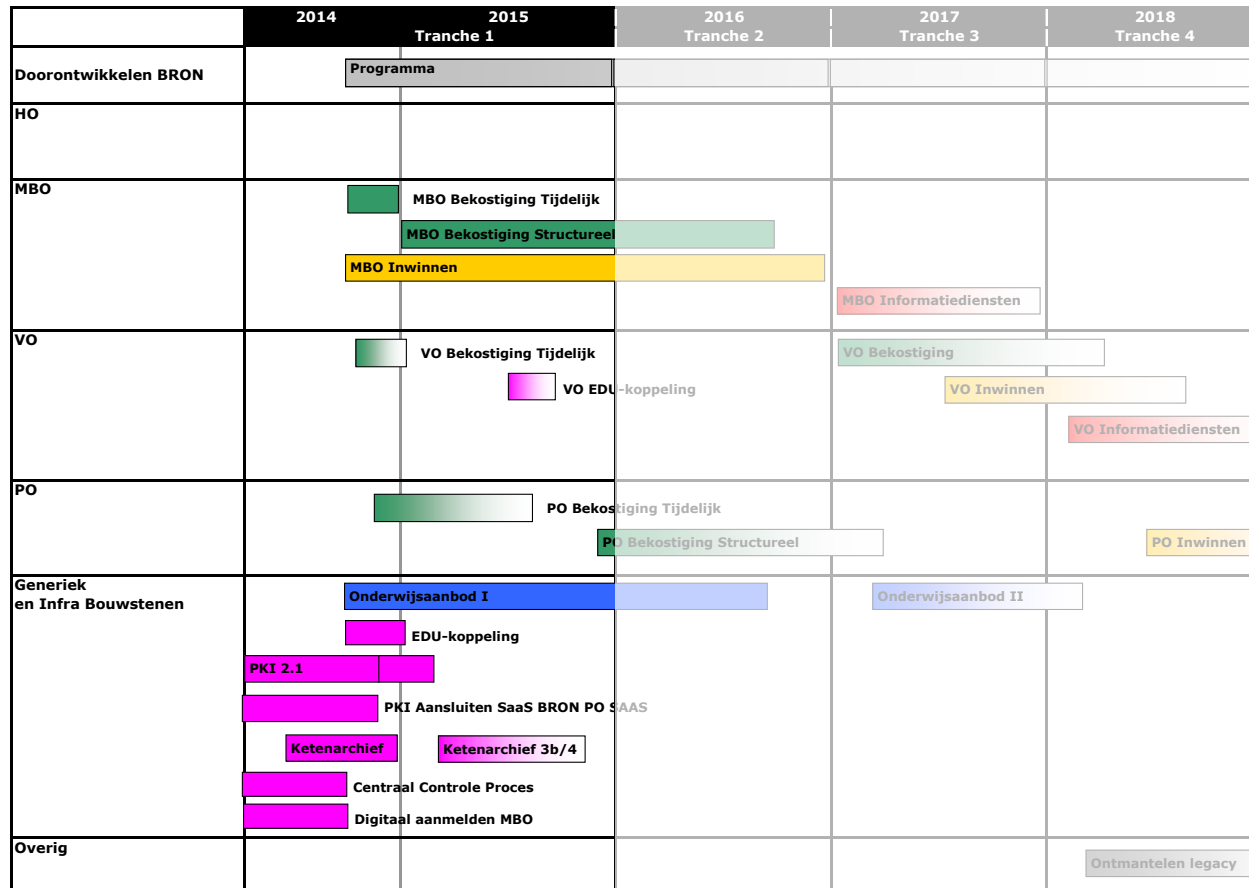 2014 2015 2016 2017 2018
Tranche 1 Tranche 2 Tranche 3 Tranche 4
Doorontwikkelen BRON
Programma
HO
MBO
MBO Bekostiging Tijdelijk
MBO Bekostiging Structureel
MBO Inwinnen
MBO Informatiediensten
VO
VO Bekostiging Tijdelijk
VO Bekostiging
VO EDU-koppeling
VO Inwinnen
VO Informatiediensten
PO
PO Bekostiging Tijdelijk
PO Bekostiging Structureel
PO Inwinnen
Generiek
en Infra Bouwstenen
Onderwijsaanbod I
Onderwijsaanbod II
EDU-koppeling
PKI 2.1
PKI Aansluiten SaaS BRON PO SAAS
Ketenarchief
Ketenarchief 3b/4
Centraal Controle Proces
Digitaal aanmelden MBO
Overig
Ontmantelen legacy